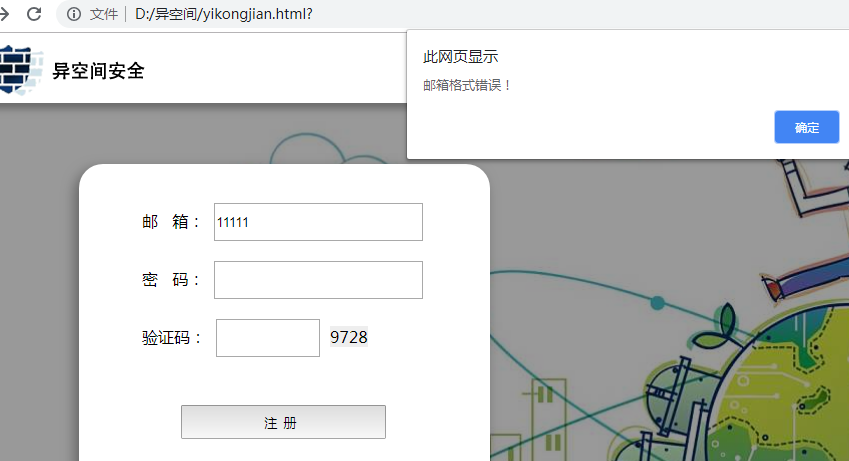 文件 D:/异空间/yikongjian.html?
异空间安全
此网页显示
邮箱格式错误！
确定
邮 箱： 11111
密 码：
验证码： 9728
注 册